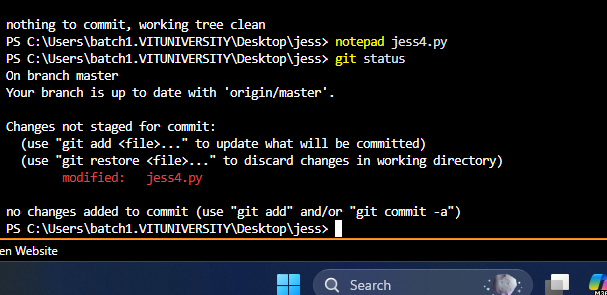 nothing to commit, working tree clean
PS C:\Users\batch1.VITUNIVERSITY\Desktop\jess> notepad jess4.py
PS C:\Users\batch1.VITUNIVERSITY\Desktop\jess> git status
On branch master
Your branch is up to date with 'origin/master'.
Changes not staged for commit:
(use "git add <file>..." to update what will be committed)
(use "git restore <file>..." to discard changes in working directory)
modified: jess4.py
no changes added to commit (use "git add" and/or "git commit -a")
PS C:\Users\batch1.VITUNIVERSITY\Desktop\jess>
en Website
Search